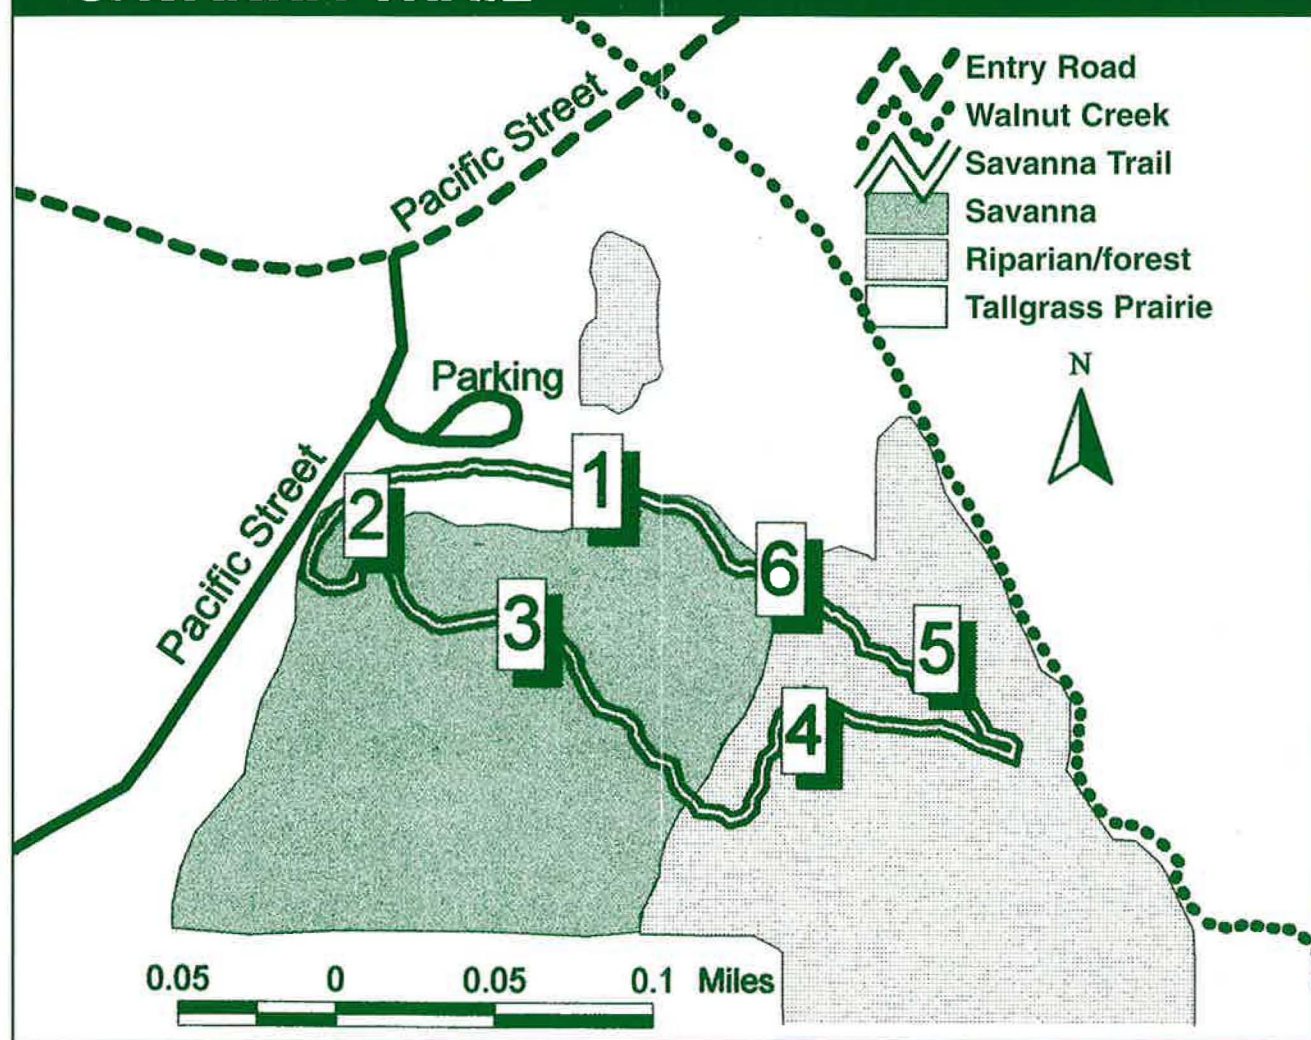 Entry Road
Walnut Creek
Savanna Trail
Savanna
Riparian/forest
Tallgrass Prairie
Pacific Street
N
Parking
Pacific Street
1
2
6
3
5
4
0.05 0 0.05 0.1 Miles